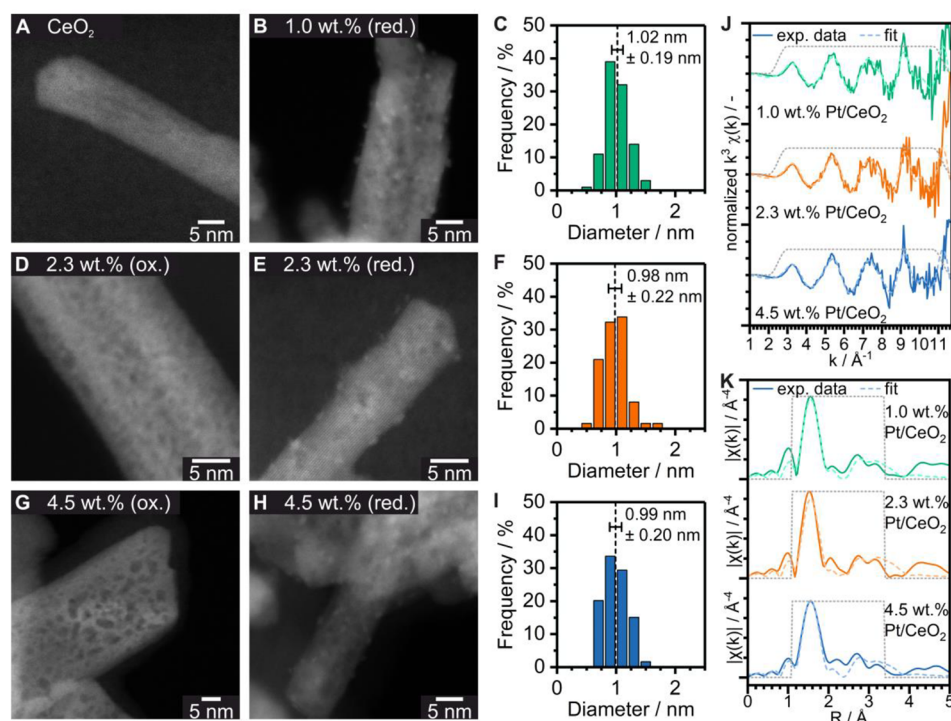 A CeO₂
5 nm
B 1.0 wt.% (red.)
5 nm
C
1.02 nm
± 0.19 nm
Frequency / %
50
40
30
20
10
0
0 1 2
Diameter / nm
D 2.3 wt.% (ox.)
5 nm
E 2.3 wt.% (red.)
5 nm
F
0.98 nm
± 0.22 nm
Frequency / %
50
40
30
20
10
0
0 1 2
Diameter / nm
G 4.5 wt.% (ox.)
5 nm
H 4.5 wt.% (red.)
5 nm
I
0.99 nm
± 0.20 nm
Frequency / %
50
40
30
20
10
0
0 1 2
Diameter / nm
J
exp. data fit
normalized k³ χ(k) / -
1.0 wt.% Pt/CeO₂
2.3 wt.% Pt/CeO₂
4.5 wt.% Pt/CeO₂
1 2 3 4 5 6 7 8 9 10 11
k / Å⁻¹
K
exp. data fit
|χ(k)| / Å⁻⁴
1.0 wt.%
Pt/CeO₂
|χ(k)| / Å⁻⁴
2.3 wt.%
Pt/CeO₂
|χ(k)| / Å⁻⁴
4.5 wt.%
Pt/CeO₂
0 1 2 3 4 5
R / Å